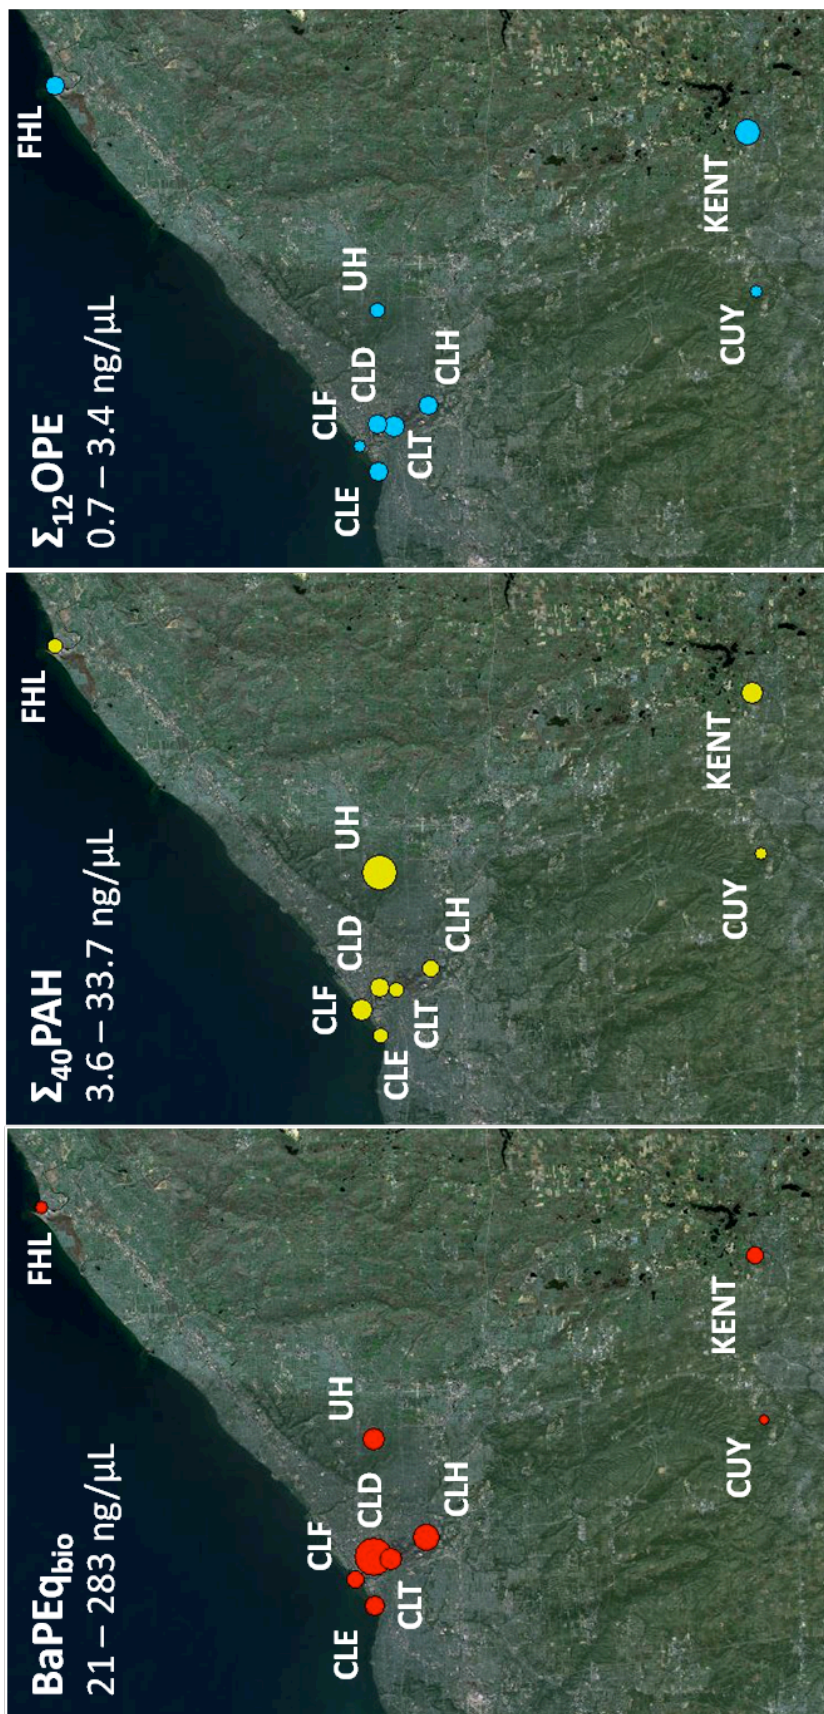 BaPEq_bio
21 – 283 ng/µL
FHL
UH
CLF
CLD
CLE
CLT
CLH
CUY
KENT
Σ₄₀PAH
3.6 – 33.7 ng/µL
FHL
UH
CLF
CLD
CLE
CLT
CLH
CUY
KENT
Σ₁₂OPE
0.7 – 3.4 ng/µL
FHL
UH
CLF
CLD
CLE
CLT
CLH
CUY
KENT